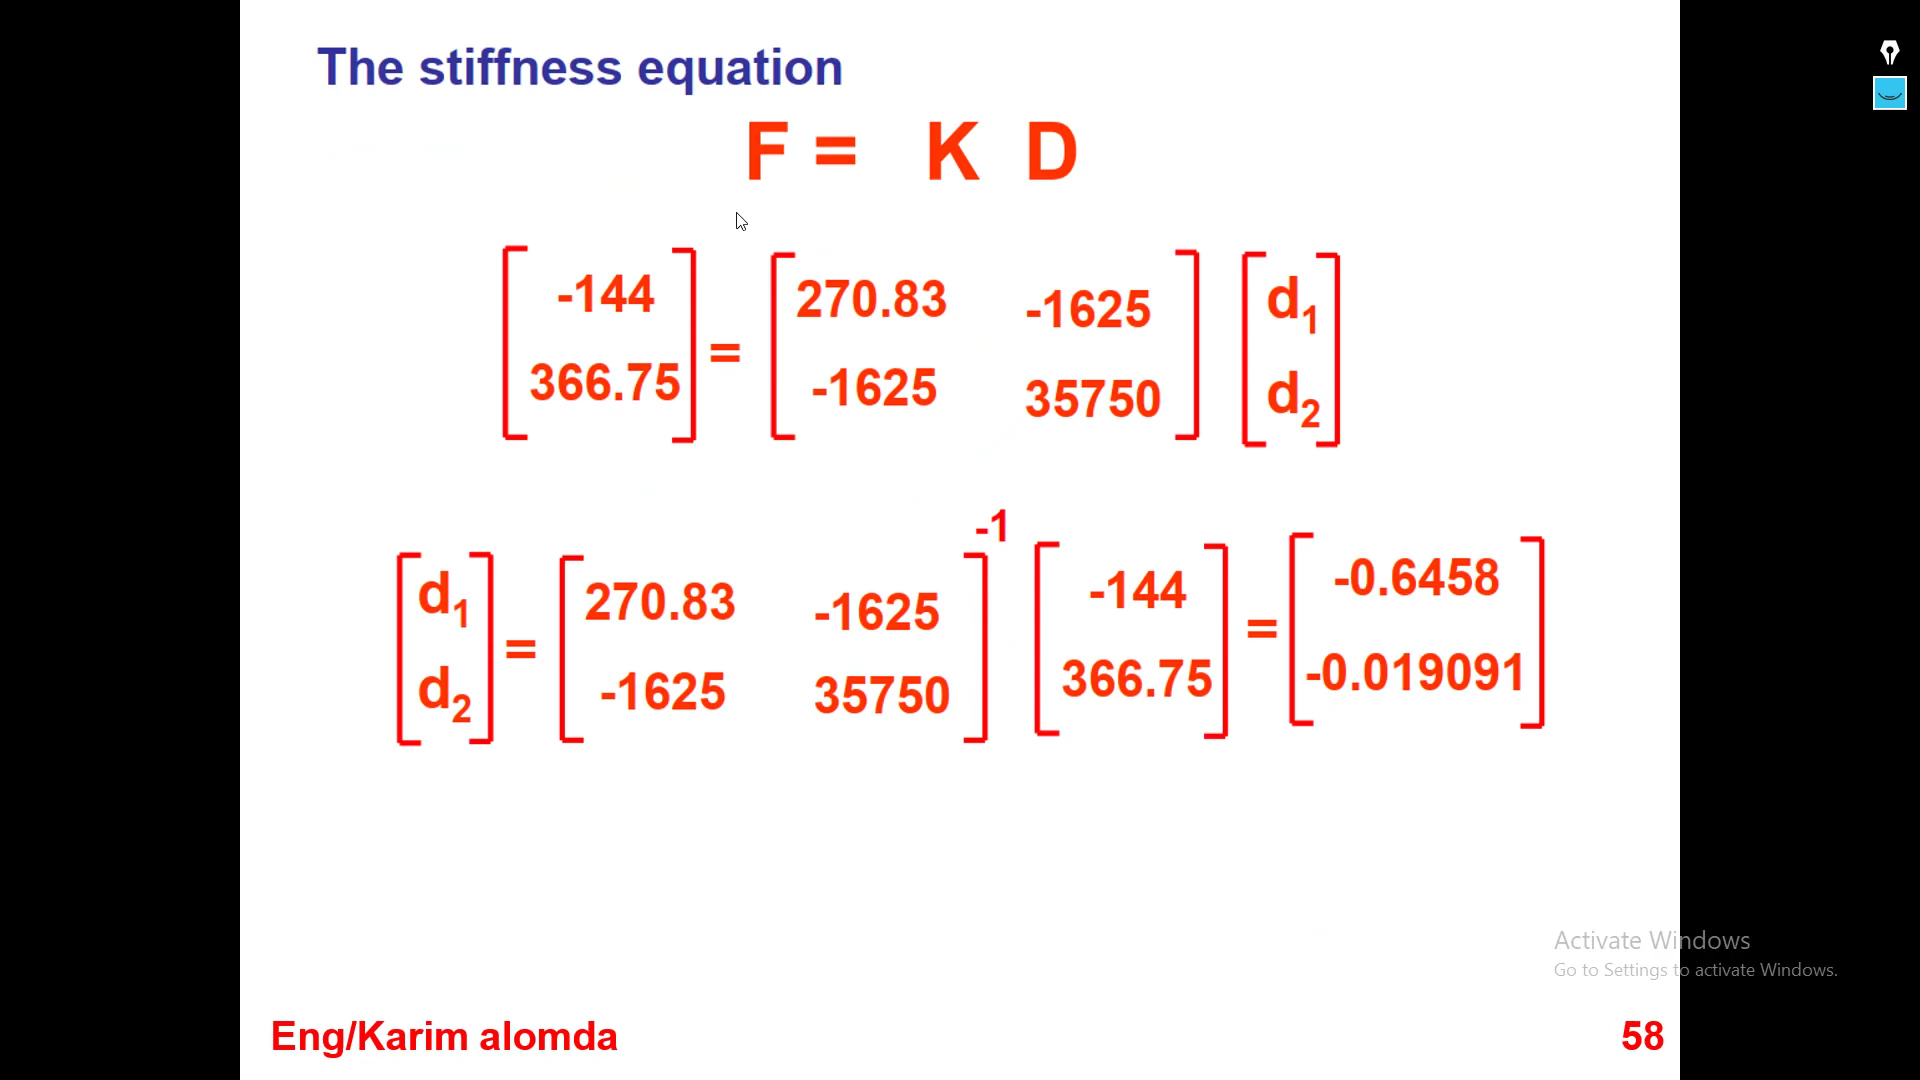 The stiffness equation
F = K D
-144 270.83 -1625 d1
=
366.75 -1625 35750 d2
-1
d1 270.83 -1625 -144 -0.6458
= =
d2 -1625 35750 366.75 -0.019091
Activate Windows
Go to Settings to activate Windows.
Eng/Karim alomda 58